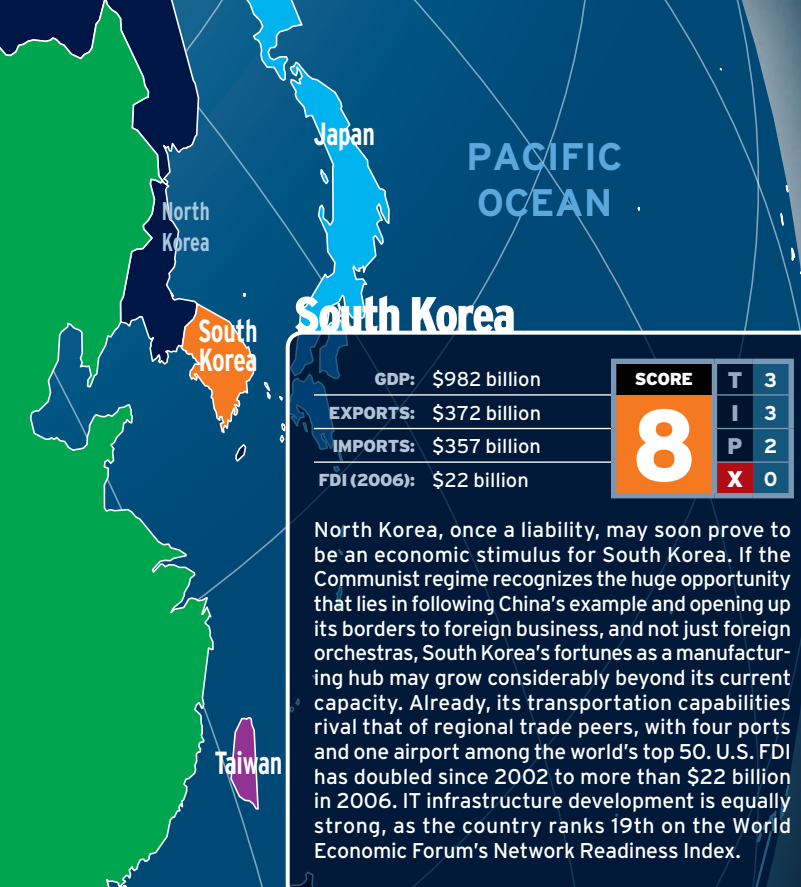 Japan
PACIFIC
OCEAN
North
Korea
South
Korea
Taiwan
South Korea
GDP: $982 billion
EXPORTS: $372 billion
IMPORTS: $357 billion
FDI (2006): $22 billion
SCORE
8
T 3
I 3
P 2
X 0
North Korea, once a liability, may soon prove to
be an economic stimulus for South Korea. If the
Communist regime recognizes the huge opportunity
that lies in following China's example and opening up
its borders to foreign business, and not just foreign
orchestras, South Korea's fortunes as a manufactur-
ing hub may grow considerably beyond its current
capacity. Already, its transportation capabilities
rival that of regional trade peers, with four ports
and one airport among the world's top 50. U.S. FDI
has doubled since 2002 to more than $22 billion
in 2006. IT infrastructure development is equally
strong, as the country ranks 19th on the World
Economic Forum's Network Readiness Index.